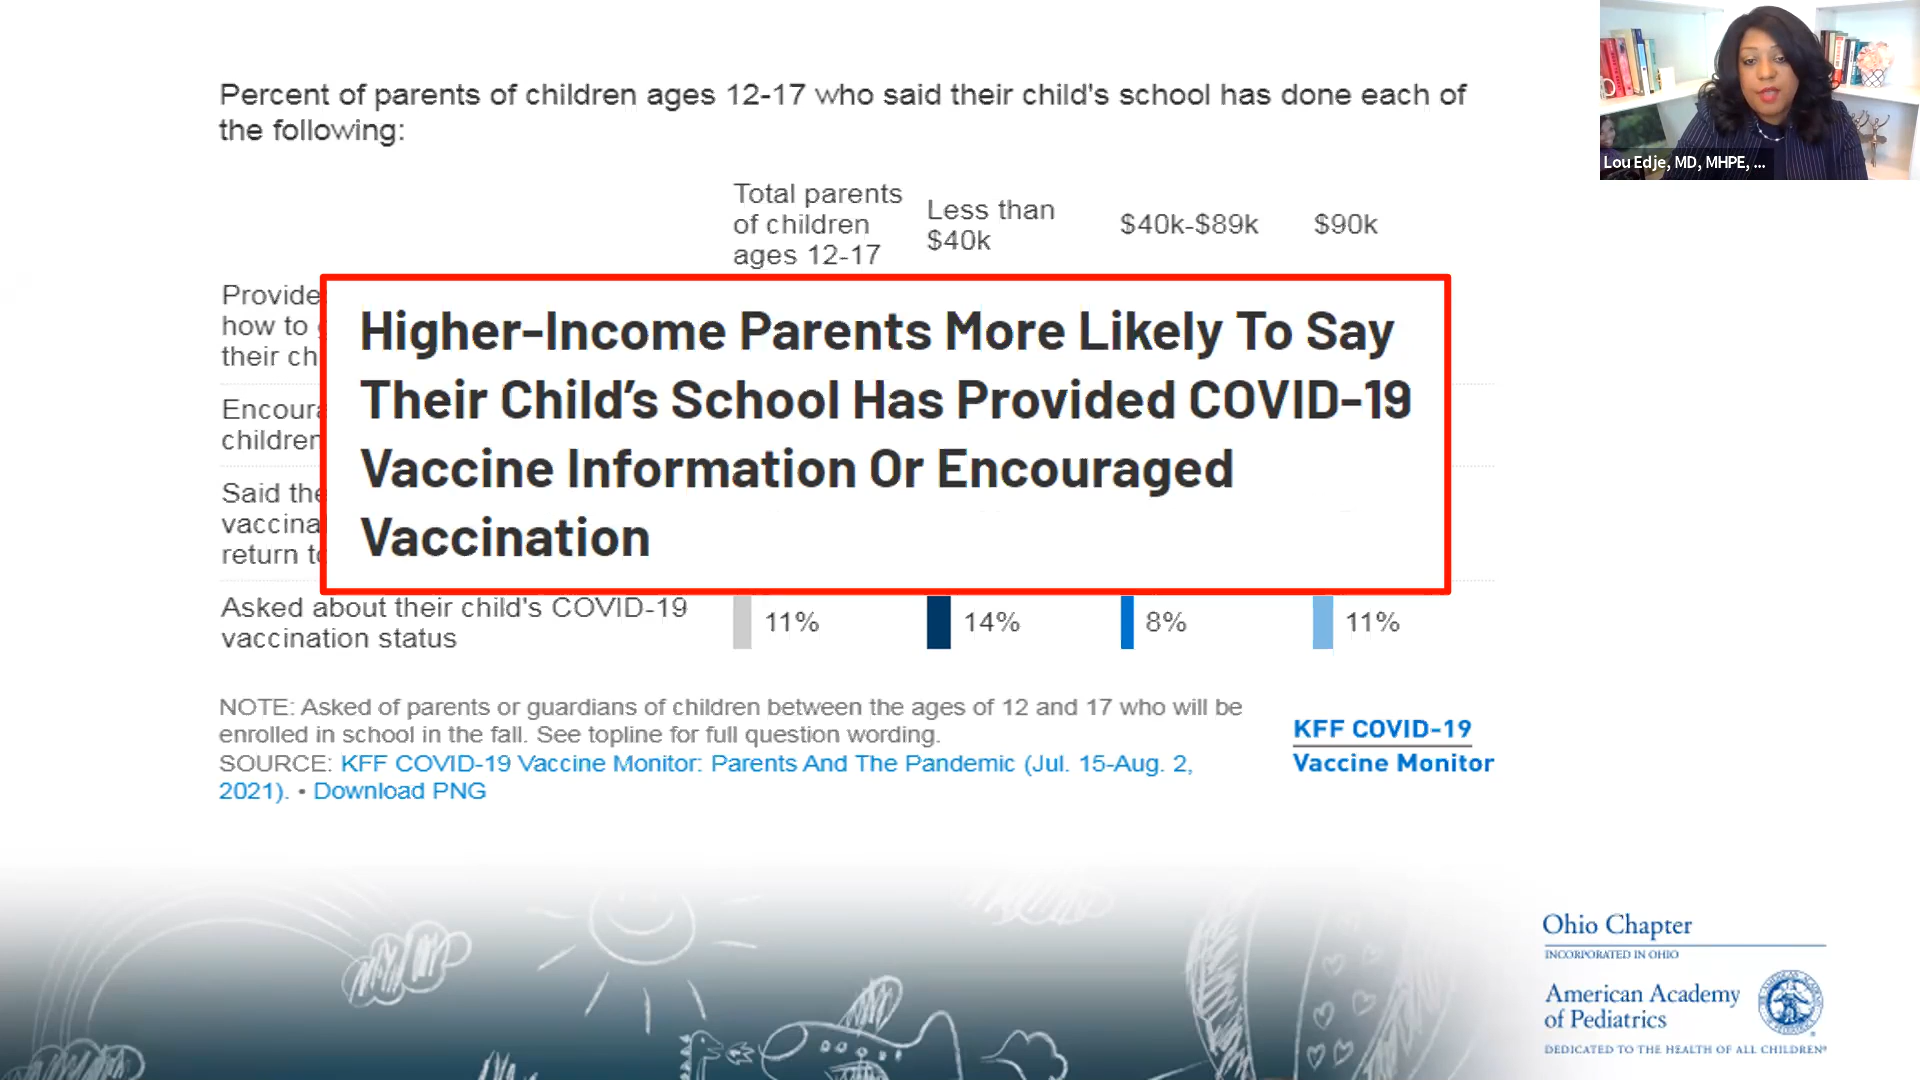 Percent of parents of children ages 12-17 who said their child's school has done each of
the following:
Lou Edje, MD, MHPE, ...
Total parents
of children
ages 12-17
Less than
$40k
$40k-$89k
$90k
Provide
how to
their ch
Encour
children
Said the
vaccina
return t
Higher-Income Parents More Likely To Say
Their Child’s School Has Provided COVID-19
Vaccine Information Or Encouraged
Vaccination
Asked about their child's COVID-19
vaccination status
11%
14%
8%
11%
NOTE: Asked of parents or guardians of children between the ages of 12 and 17 who will be
enrolled in school in the fall. See topline for full question wording.
SOURCE: KFF COVID-19 Vaccine Monitor: Parents And The Pandemic (Jul. 15-Aug. 2,
2021). • Download PNG
KFF COVID-19
Vaccine Monitor
Ohio Chapter
INCORPORATED IN OHIO
American Academy
of Pediatrics
DEDICATED TO THE HEALTH OF ALL CHILDREN®